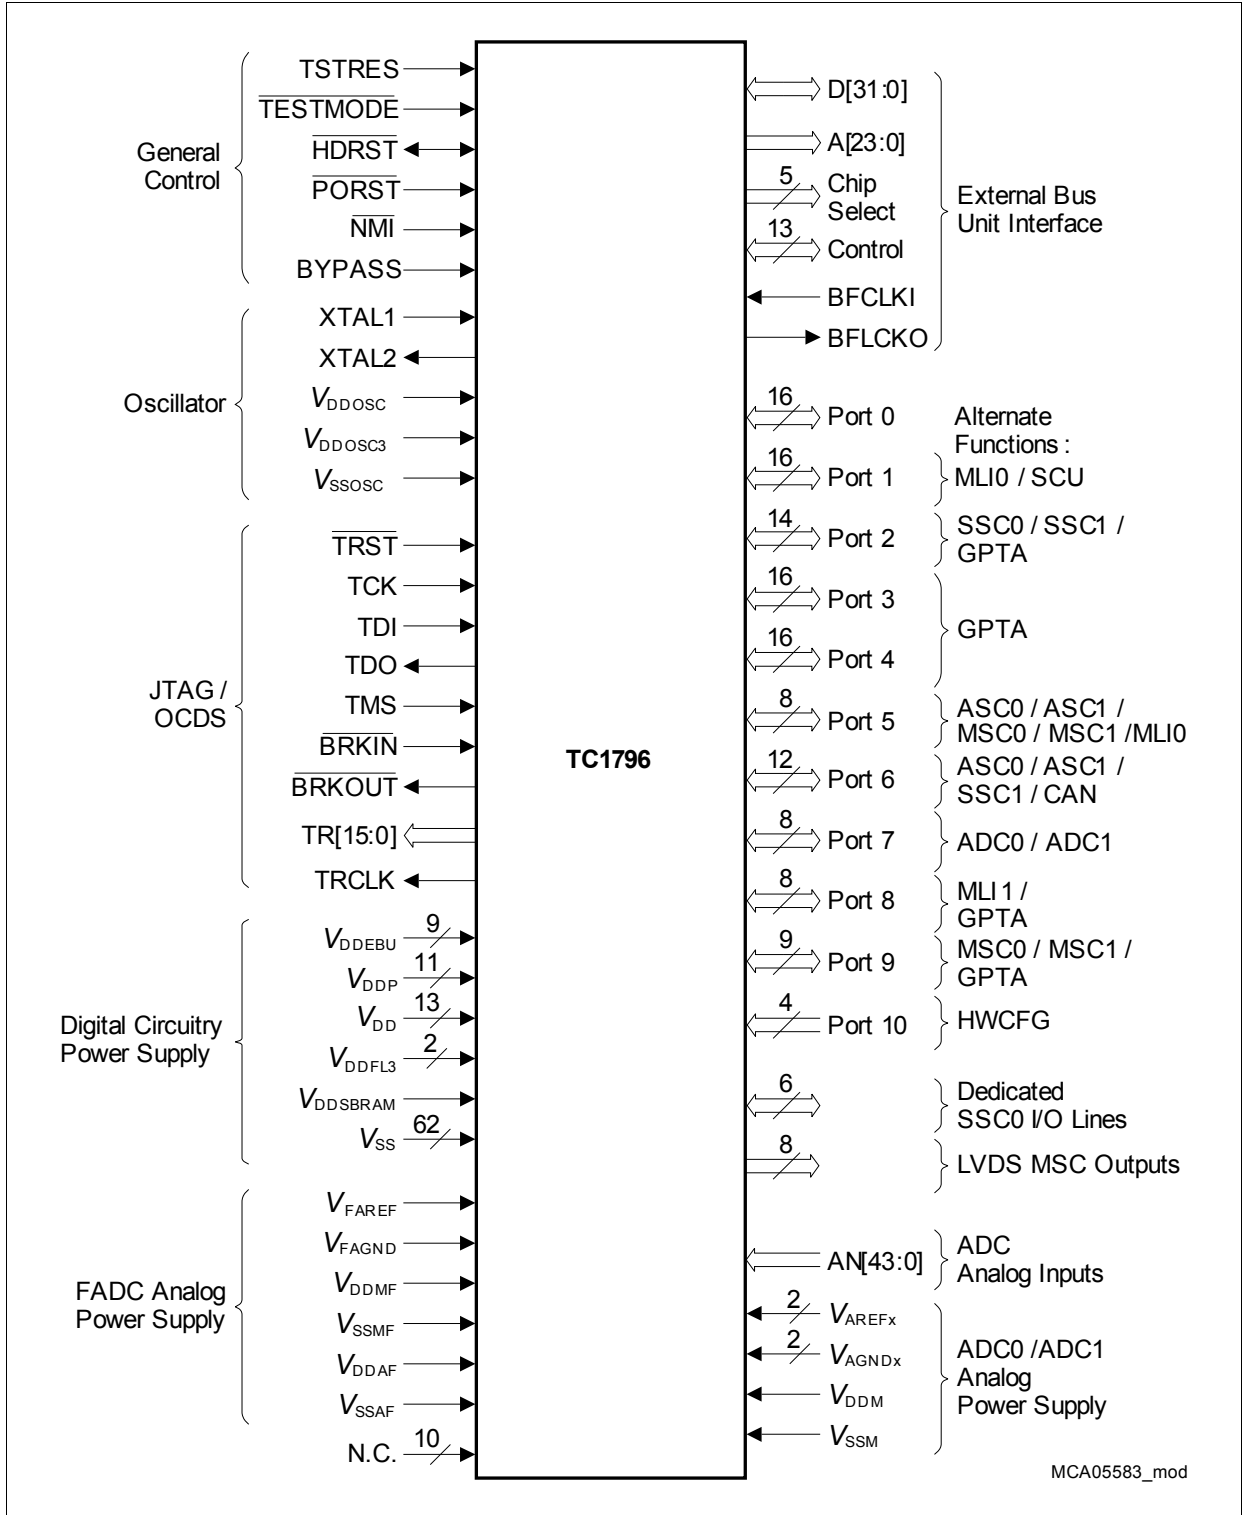 General
Control
TSTRES
TESTMODE
HDRST
PORST
NMI
BYPASS
Oscillator
XTAL1
XTAL2
VDDOSC
VDDOSC3
VSSOSC
JTAG /
OCDS
TRST
TCK
TDI
TDO
TMS
BRKIN
BRKOUT
TR[15:0]
TRCLK
Digital Circuitry
Power Supply
VDDEBU 9
VDDP 11
VDD 13
VDDFL3 2
VDDSBRAM
VSS 62
FADC Analog
Power Supply
VFAREF
VFAGND
VDDMF
VSSMF
VDDAF
VSSAF
N.C. 10
TC1796
D[31:0]
A[23:0]
5 Chip
Select
13 Control
BFCLKI
BFLCKO
External Bus
Unit Interface
Alternate
Functions :
16 Port 0
16 Port 1 MLI0 / SCU
14 Port 2 SSC0 / SSC1 /
GPTA
16 Port 3
16 Port 4
GPTA
8 Port 5 ASC0 / ASC1 /
MSC0 / MSC1 /MLI0
12 Port 6 ASC0 / ASC1 /
SSC1 / CAN
8 Port 7 ADC0 / ADC1
8 Port 8 MLI1 /
GPTA
9 Port 9 MSC0 / MSC1 /
GPTA
4 Port 10 HWCFG
6 Dedicated
SSC0 I/O Lines
8 LVDS MSC Outputs
AN[43:0] ADC
Analog Inputs
2 VAREFx
2 VAGNDx
VDDM
VSSM
ADC0 /ADC1
Analog
Power Supply
MCA05583_mod